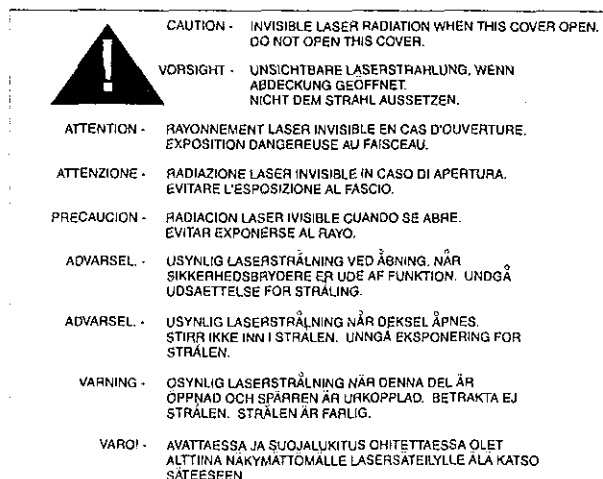 CAUTION - INVISIBLE LASER RADIATION WHEN THIS COVER OPEN.
DO NOT OPEN THIS COVER.
VORSIGHT - UNSICHTBARE LASERSTRAHLUNG, WENN
ABDECKUNG GEÖFFNET.
NICHT DEM STRAHL AUSSETZEN.
ATTENTION - RAYONNEMENT LASER INVISIBLE EN CAS D'OUVERTURE.
EXPOSITION DANGEREUSE AU FAISCEAU.
ATTENZIONE - RADIAZIONE LASER INVISIBLE IN CASO DI APERTURA.
EVITARE L'ESPOSIZIONE AL FASCIO.
PRECAUCION - RADIACION LASER IVISIBLE CUANDO SE ABRE.
EVITAR EXPONERSE AL RAYO.
ADVARSEL. - USYNLIG LASERSTRÅLNING VED ÅBNING, NÅR
SIKKERHEDSBRYDERE ER UDE AF FUNKTION. UNDGÅ
UDSAETTELSE FOR STRÅLING.
ADVARSEL. - USYNLIG LASERSTRÅLNING NÅR DEKSEL ÅPNES.
STIRR IKKE INN I STRÅLEN. UNNGÅ EKSPONERING FOR
STRÅLEN.
VARNING - OSYNLIG LASERSTRÅLNING NÄR DENNA DEL ÄR
ÖPPNAD OCH SPÄRREN ÄR URKOPPLAD. BETRAKTA EJ
STRÅLEN. STRÅLEN ÄR FARLIG.
VARO! - AVATTAESSA JA SUOJALUKITUS OHITETTAESSA OLET
ALTTIINA NÄKYMÄTTÖMÄLLE LASERSÄTEILYLLE ÄLÄ KATSO
SÄTEESEEN